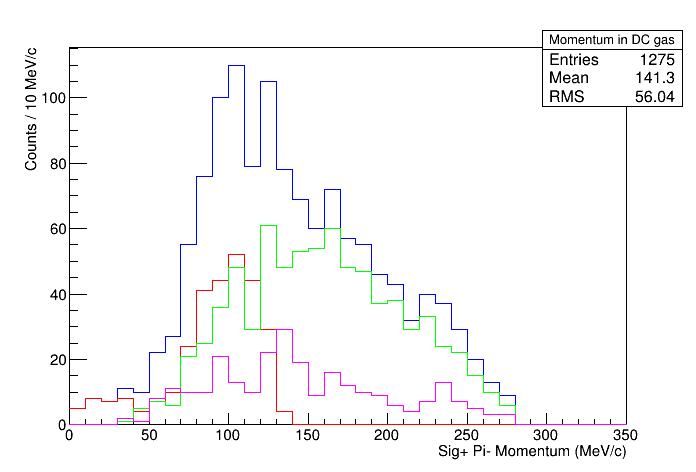 Momentum in DC gas
Entries 1275
Mean 141.3
RMS 56.04
Counts / 10 MeV/c
100
80
60
40
20
0
0 50 100 150 200 250 300 350
Sig+ Pi- Momentum (MeV/c)